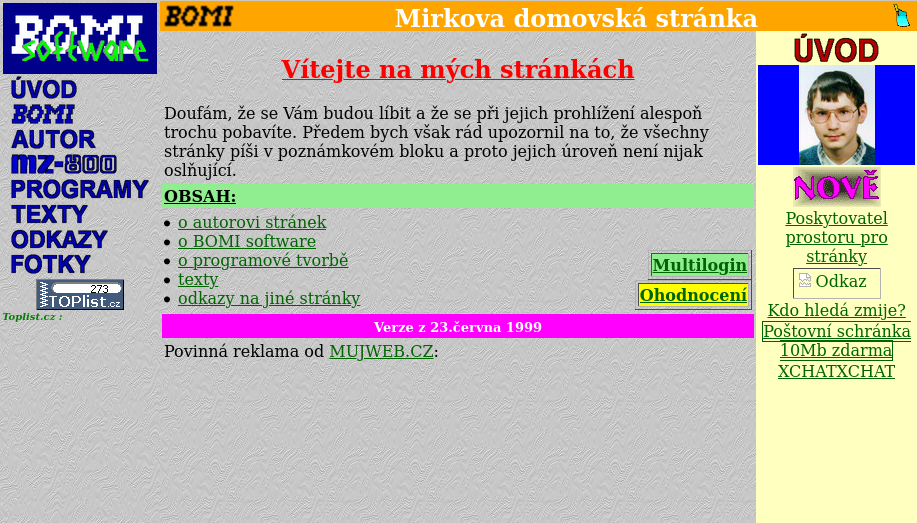 BOMI
software
ÚVOD
BOMI
AUTOR
MZ-800
PROGRAMY
TEXTY
ODKAZY
FOTKY
273
TOPlist.cz
Toplist.cz :
BOMI
Mirkova domovská stránka
Vítejte na mých stránkách
Doufám, že se Vám budou líbit a že se při jejich prohlížení alespoň
trochu pobavíte. Předem bych však rád upozornil na to, že všechny
stránky píši v poznámkovém bloku a proto jejich úroveň není nijak
oslňující.
OBSAH:
o autorovi stránek
o BOMI software
o programové tvorbě
texty
odkazy na jiné stránky
Multilogin
Ohodnocení
Verze z 23.června 1999
Povinná reklama od MUJWEB.CZ:
ÚVOD
NOVĚ
Poskytovatel
prostoru pro
stránky
Odkaz
Kdo hledá zmije?
Poštovní schránka
10Mb zdarma
XCHATXCHAT